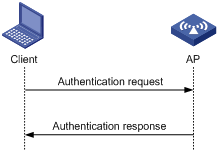 Client
AP
Authentication request
Authentication response